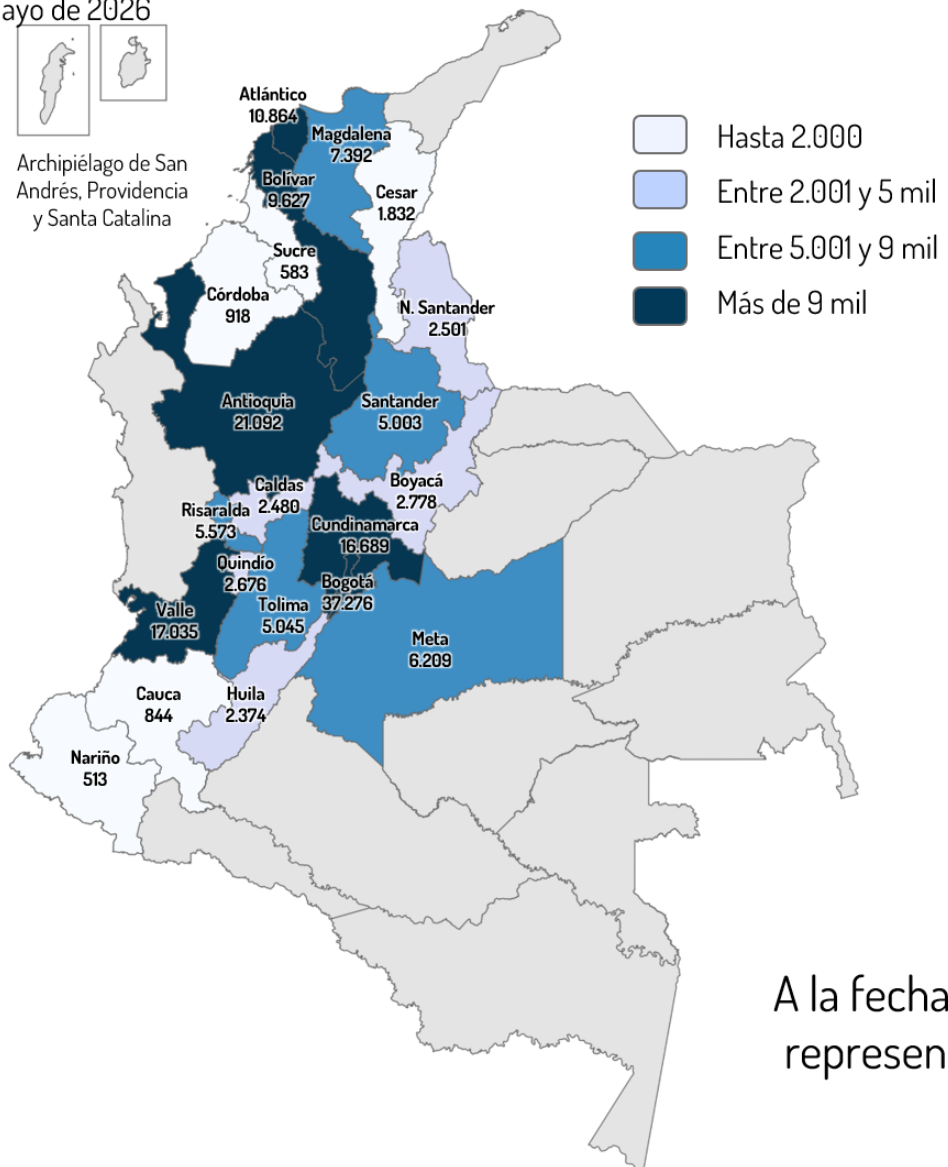 ayo de 2026
Archipiélago de San
Andrés, Providencia
y Santa Catalina
Hasta 2.000
Entre 2.001 y 5 mil
Entre 5.001 y 9 mil
Más de 9 mil
Atlántico
10.864
Magdalena
7.392
Bolívar
9.627
Cesar
1.832
Sucre
583
Córdoba
918
N. Santander
2.501
Antioquia
21.092
Santander
5.003
Caldas
2.480
Boyacá
2.778
Risaralda
5.573
Cundinamarca
16.689
Quindío
2.676
Bogotá
37.276
Tolima
5.045
Valle
17.035
Meta
6.209
Cauca
844
Huila
2.374
Nariño
513
A la fecha
represen